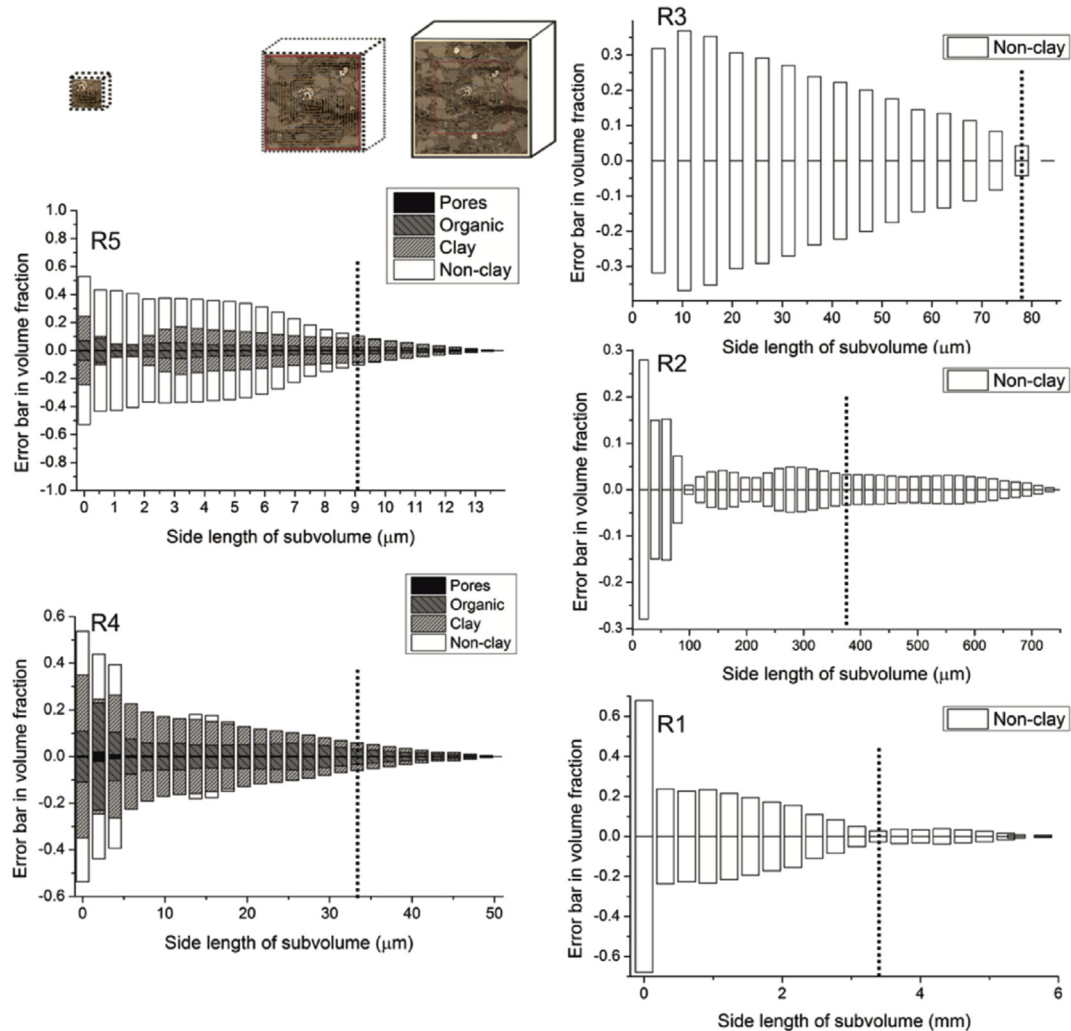 R5
Pores
Organic
Clay
Non-clay
1.0
0.8
0.6
0.4
0.2
0.0
-0.2
-0.4
-0.6
-0.8
-1.0
Error bar in volume fraction
0 1 2 3 4 5 6 7 8 9 10 11 12 13
Side length of subvolume (μm)
R4
Pores
Organic
Clay
Non-clay
0.6
0.4
0.2
0.0
-0.2
-0.4
-0.6
Error bar in volume fraction
0 10 20 30 40 50
Side length of subvolume (μm)
R3
Non-clay
0.3
0.2
0.1
0.0
-0.1
-0.2
-0.3
Error bar in volume fraction
0 10 20 30 40 50 60 70 80
Side length of subvolume (μm)
R2
Non-clay
0.3
0.2
0.1
0.0
-0.1
-0.2
-0.3
Error bar in volume fraction
100 200 300 400 500 600 700
Side length of subvolume (μm)
R1
Non-clay
0.6
0.4
0.2
0.0
-0.2
-0.4
-0.6
Error bar in volume fraction
0 2 4 6
Side length of subvolume (mm)